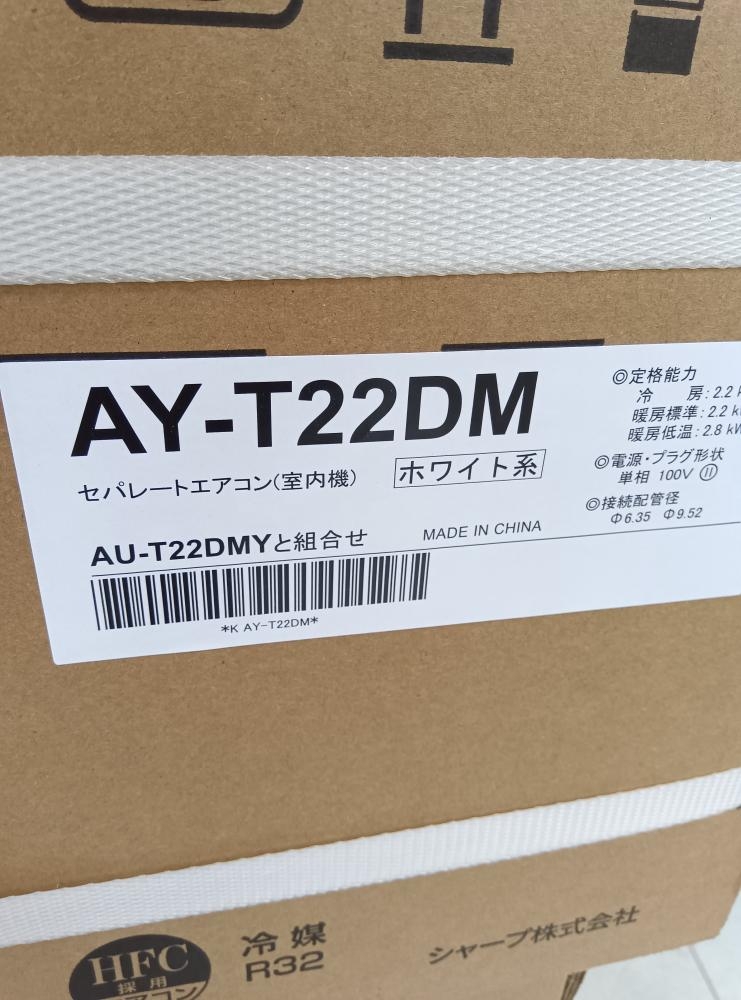 AY-T22DM
セパレートエアコン(室内機)
ホワイト系
AU-T22DMYと組合せ
MADE IN CHINA
*K AY-T22DM*
◎定格能力
冷 房:2.2
暖房標準:2.2
暖房低温:2.8 kW
◎電源・プラグ形状
単相 100V
◎接続配管径
Φ6.35 Φ9.52
HFC
採用
エアコン
冷媒
R32
シャープ株式会社